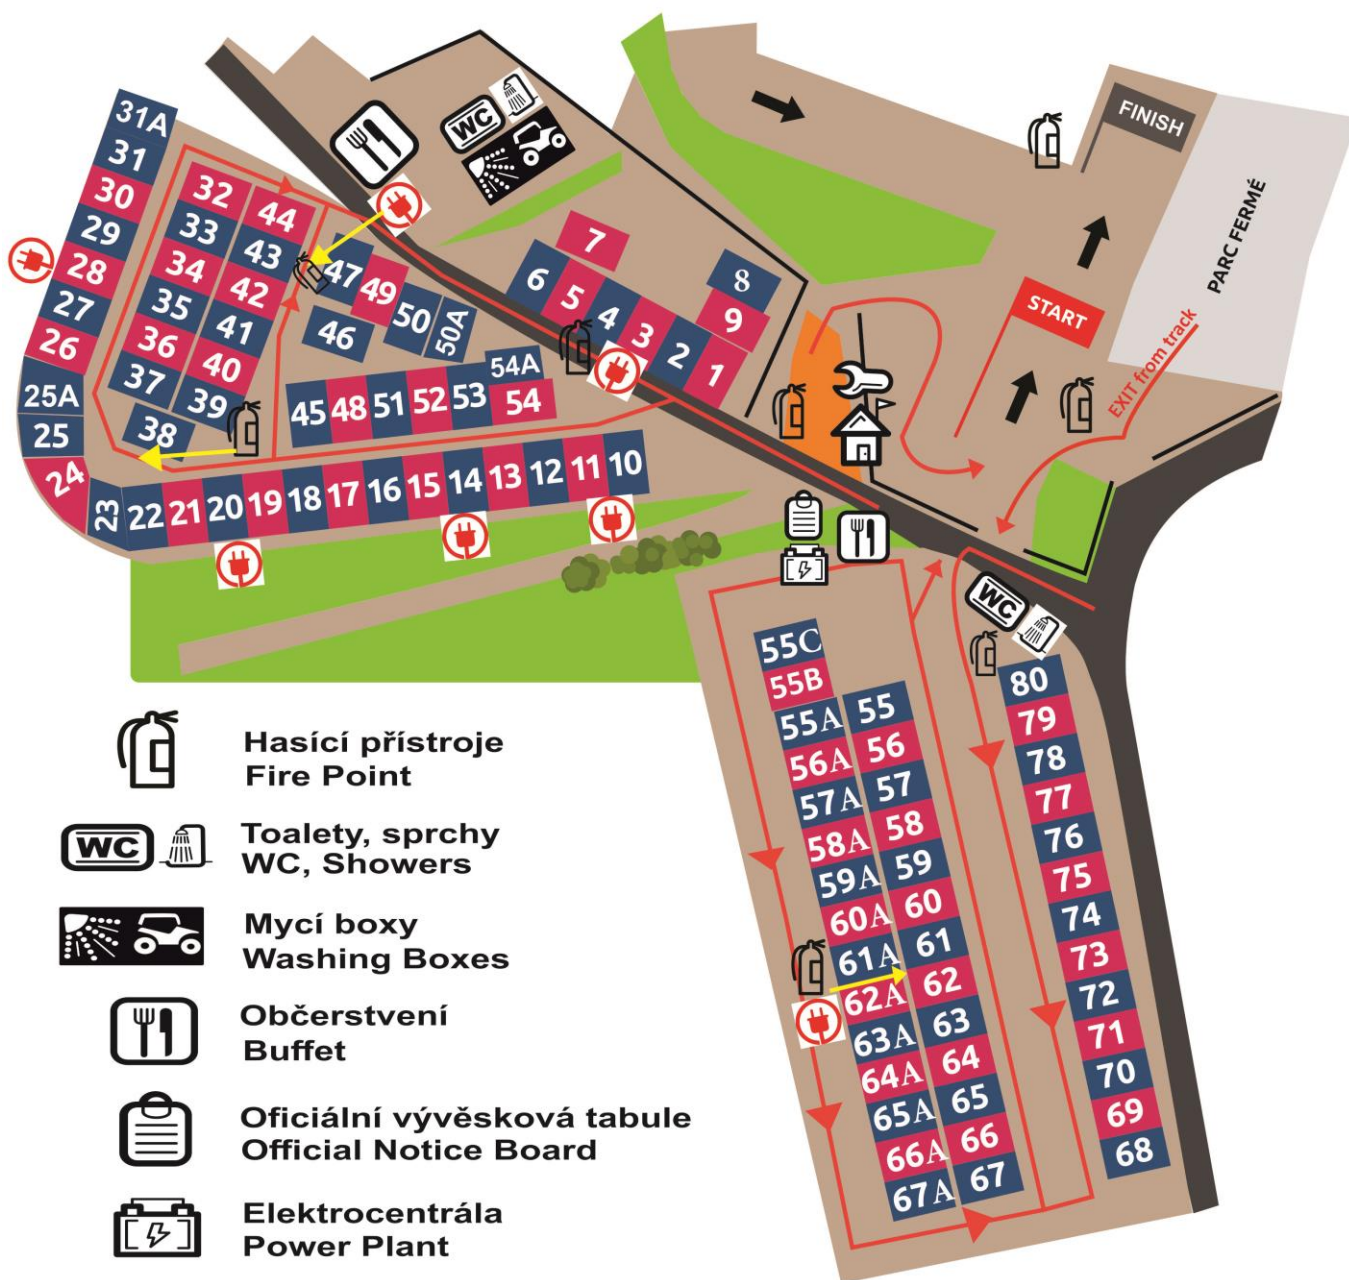 31A
31
30
29
28
27
26
25A
25
24
23
22
21
20
19
18
17
16
15
14
13
12
11
10
32
33
34
35
36
37
38
44
43
42
41
40
39
47
49
50
50A
46
45
48
51
52
53
54A
54
WC
7
6
5
4
3
2
1
8
9
FINISH
START
PARC FERMÉ
EXIT from track
WC
55C
55B
55A
56A
57A
58A
59A
60A
61A
62A
63A
64A
65A
66A
67A
55
56
57
58
59
60
61
62
63
64
65
66
67
80
79
78
77
76
75
74
73
72
71
70
69
68
Hasící přístroje
Fire Point
WC
Toalety, sprchy
WC, Showers
Mycí boxy
Washing Boxes
Občerstvení
Buffet
Oficiální vývěsková tabule
Official Notice Board
Elektrocentrála
Power Plant